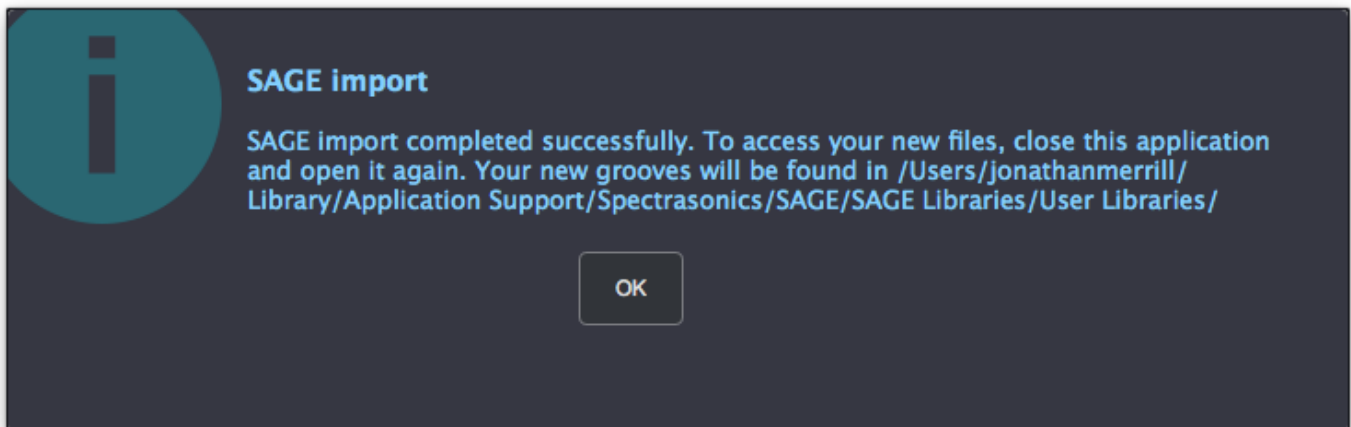 SAGE import
SAGE import completed successfully. To access your new files, close this application
and open it again. Your new grooves will be found in /Users/jonathanmerrill/
Library/Application Support/Spectrasonics/SAGE/SAGE Libraries/User Libraries/
OK